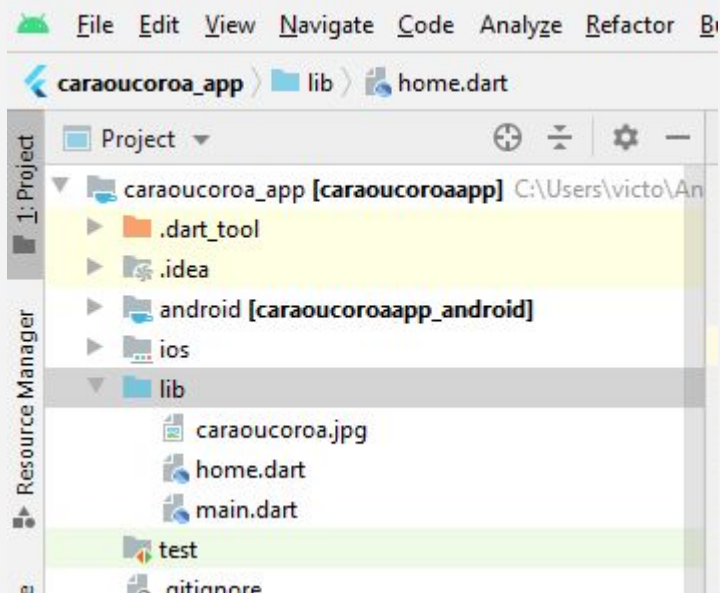 File Edit View Navigate Code Analyze Refactor
caraoucoroa_app lib home.dart
Project
caraoucoroa_app [caraoucoroaapp] C:\Users\victo\An
.dart_tool
.idea
android [caraoucoroaapp_android]
ios
lib
caraoucoroa.jpg
home.dart
main.dart
test
.gitignore
1: Project
Resource Manager